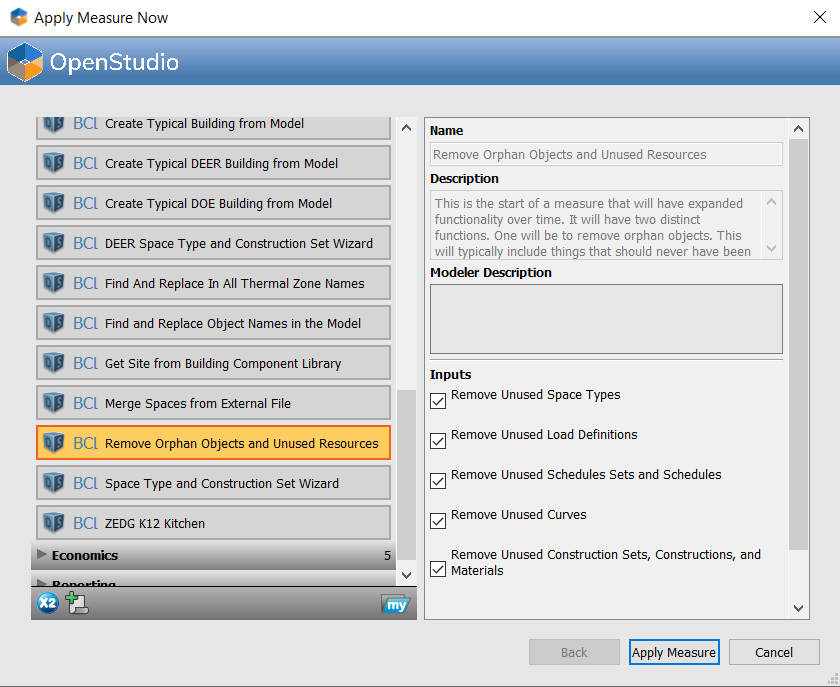 Apply Measure Now
OpenStudio
BCL Create Typical Building from Model
BCL Create Typical DEER Building from Model
BCL Create Typical DOE Building from Model
BCL DEER Space Type and Construction Set Wizard
BCL Find And Replace In All Thermal Zone Names
BCL Find and Replace Object Names in the Model
BCL Get Site from Building Component Library
BCL Merge Spaces from External File
BCL Remove Orphan Objects and Unused Resources
BCL Space Type and Construction Set Wizard
BCL ZEDG K12 Kitchen
Economics 5
Reporting
X2
my
Name
Remove Orphan Objects and Unused Resources
Description
This is the start of a measure that will have expanded
functionality over time. It will have two distinct
functions. One will be to remove orphan objects. This
will typically include things that should never have been
Modeler Description
Inputs
Remove Unused Space Types
Remove Unused Load Definitions
Remove Unused Schedules Sets and Schedules
Remove Unused Curves
Remove Unused Construction Sets, Constructions, and
Materials
Back
Apply Measure
Cancel